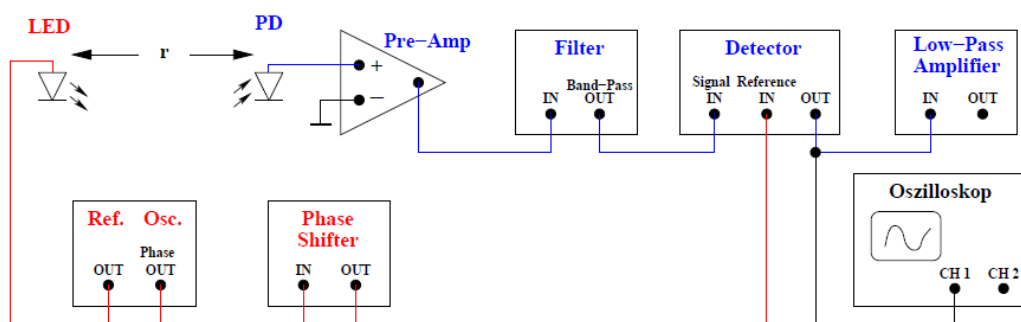 LED
r
PD
Pre-Amp
+
-
Filter
Band-Pass
IN OUT
Detector
Signal Reference
IN IN OUT
Low-Pass
Amplifier
IN OUT
Ref. Osc.
Phase
OUT OUT
Phase
Shifter
IN OUT
Oszilloskop
CH 1 CH 2